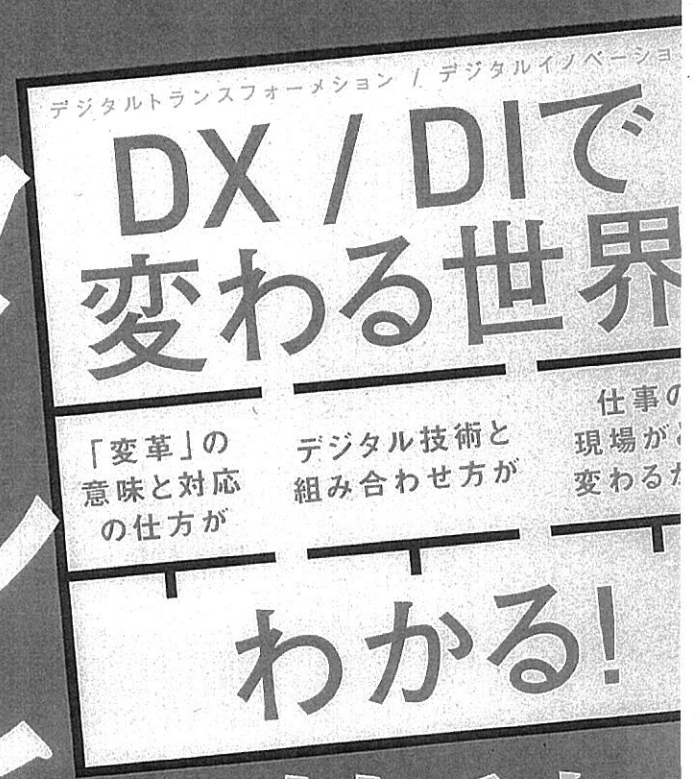 デジタルトランスフォーメション / デジタルイノベーショ
DX / DIで
変わる世界
「変革」の
意味と対応
の仕方が
デジタル技術と
組み合わせ方が
仕事の
現場が
変わる
わかる!